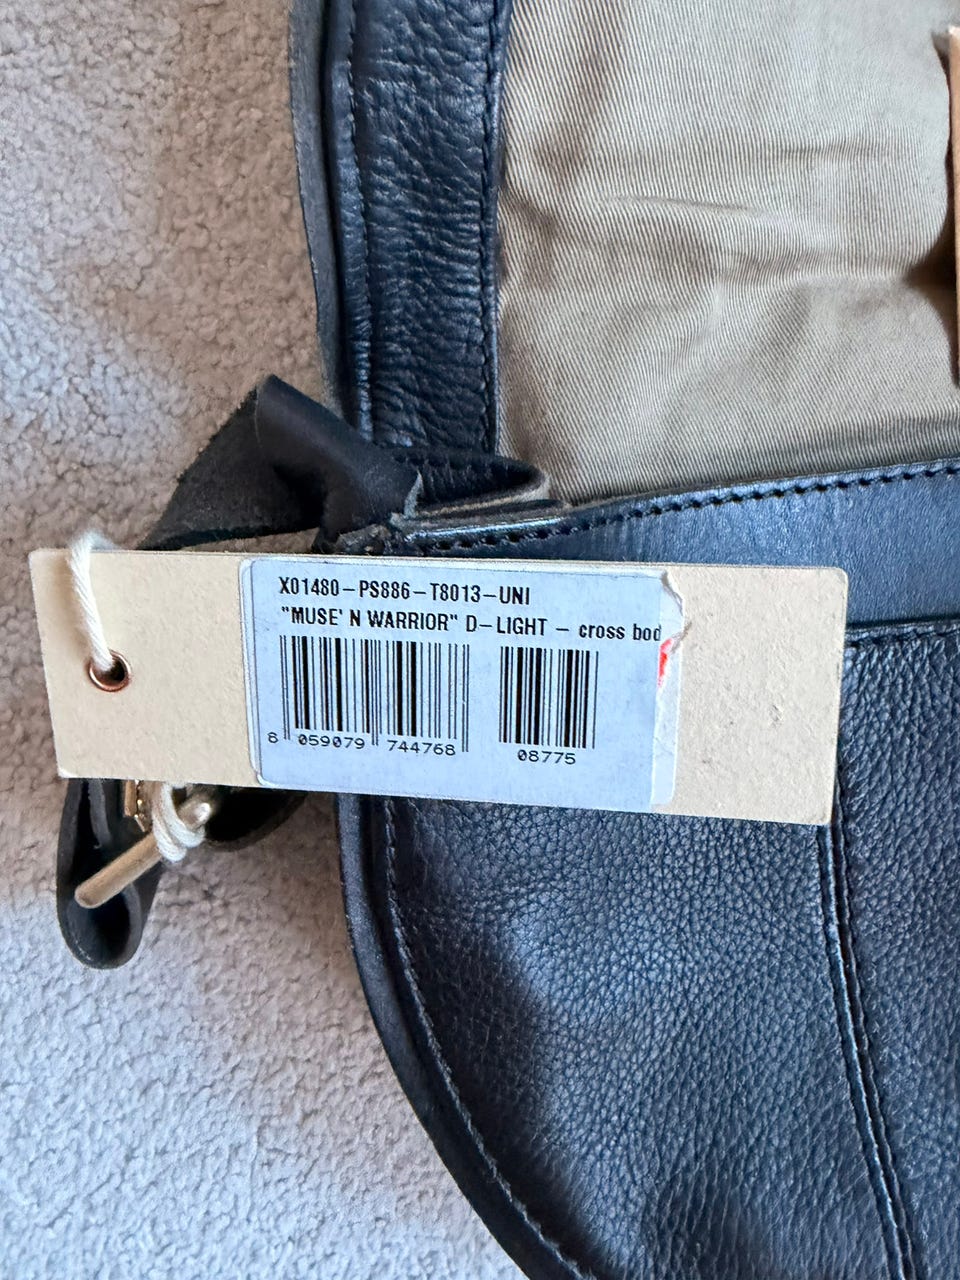 X01480-PS886-T8013-UNI
"MUSE' N WARRIOR" D-LIGHT - cross bod
8 059079 744768
08775